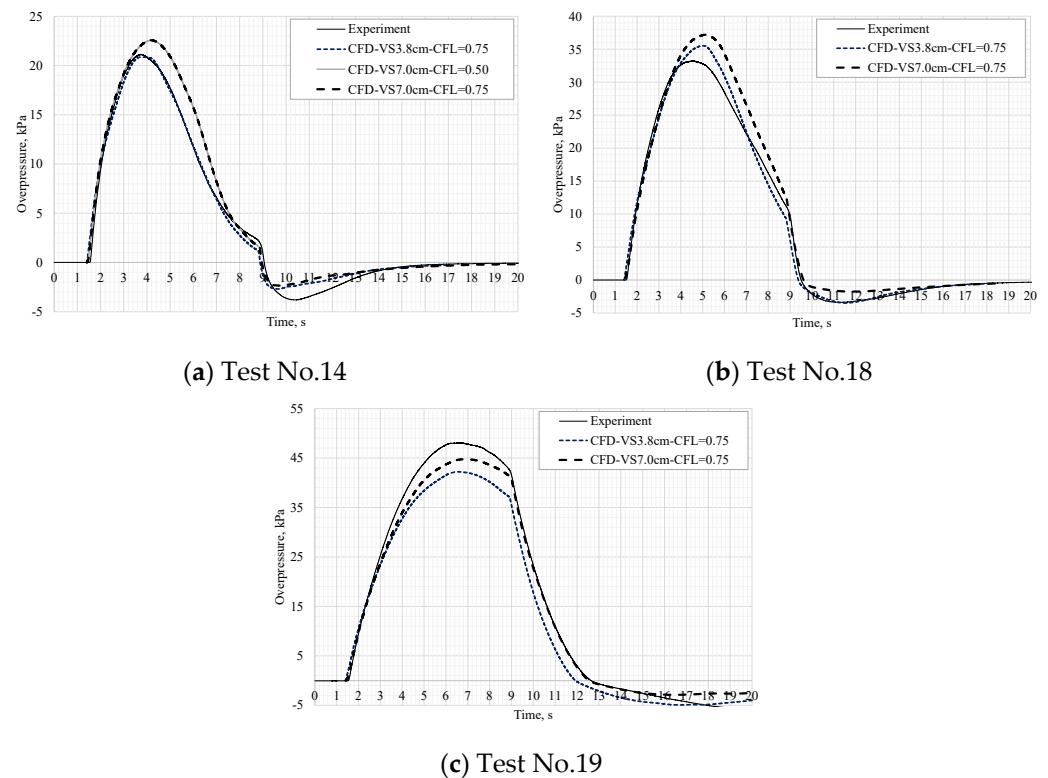 25
20
15
10
5
0
-5
Overpressure, kPa
0 1 2 3 4 5 6 7 8 9 10 11 12 13 14 15 16 17 18 19 20
Time, s
Experiment
CFD-VS3.8cm-CFL=0.75
CFD-VS7.0cm-CFL=0.50
CFD-VS7.0cm-CFL=0.75
(a) Test No.14
40
35
30
25
20
15
10
5
0
-5
Overpressure, kPa
0 1 2 3 4 5 6 7 8 9 10 11 12 13 14 15 16 17 18 19 20
Time, s
Experiment
CFD-VS3.8cm-CFL=0.75
CFD-VS7.0cm-CFL=0.75
(b) Test No.18
55
45
35
25
15
5
-5
Overpressure, kPa
0 1 2 3 4 5 6 7 8 9 10 11 12 13 14 15 16 17 18 19 20
Time, s
Experiment
CFD-VS3.8cm-CFL=0.75
CFD-VS7.0cm-CFL=0.75
(c) Test No.19